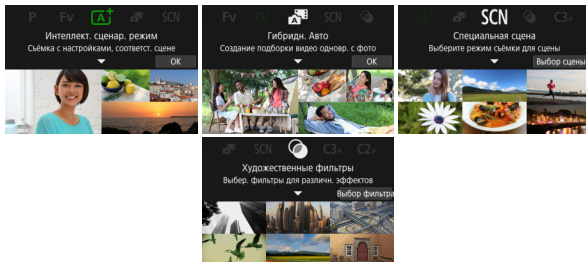 P Fv A+ SCN
Интеллект. сценар. режим
Съёмка с настройками, соответст. сцене
OK
Fv A+ SCN
Гибридн. Авто
Создание подборки видео одновр. с фото
OK
A+ SCN C3
Специальная сцена
Выберите режим съёмки для сцены
Выбор сцены
SCN C3 C2
Художественные фильтры
Выбер. фильтры для различн. эффектов
Выбор фильтра